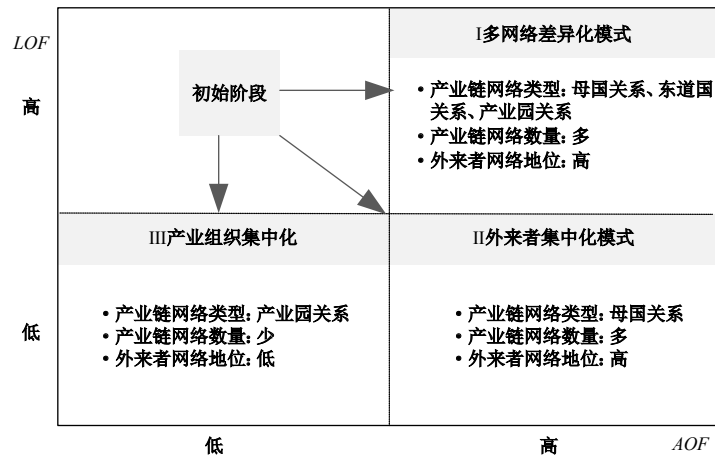 LOF
高
初始阶段
I多网络差异化模式
• 产业链网络类型: 母国关系、东道国
关系、产业园关系
• 产业链网络数量: 多
• 外来者网络地位: 高
III产业组织集中化
II外来者集中化模式
低
• 产业链网络类型: 产业园关系
• 产业链网络数量: 少
• 外来者网络地位: 低
• 产业链网络类型: 母国关系
• 产业链网络数量: 多
• 外来者网络地位: 高
低
高
AOF